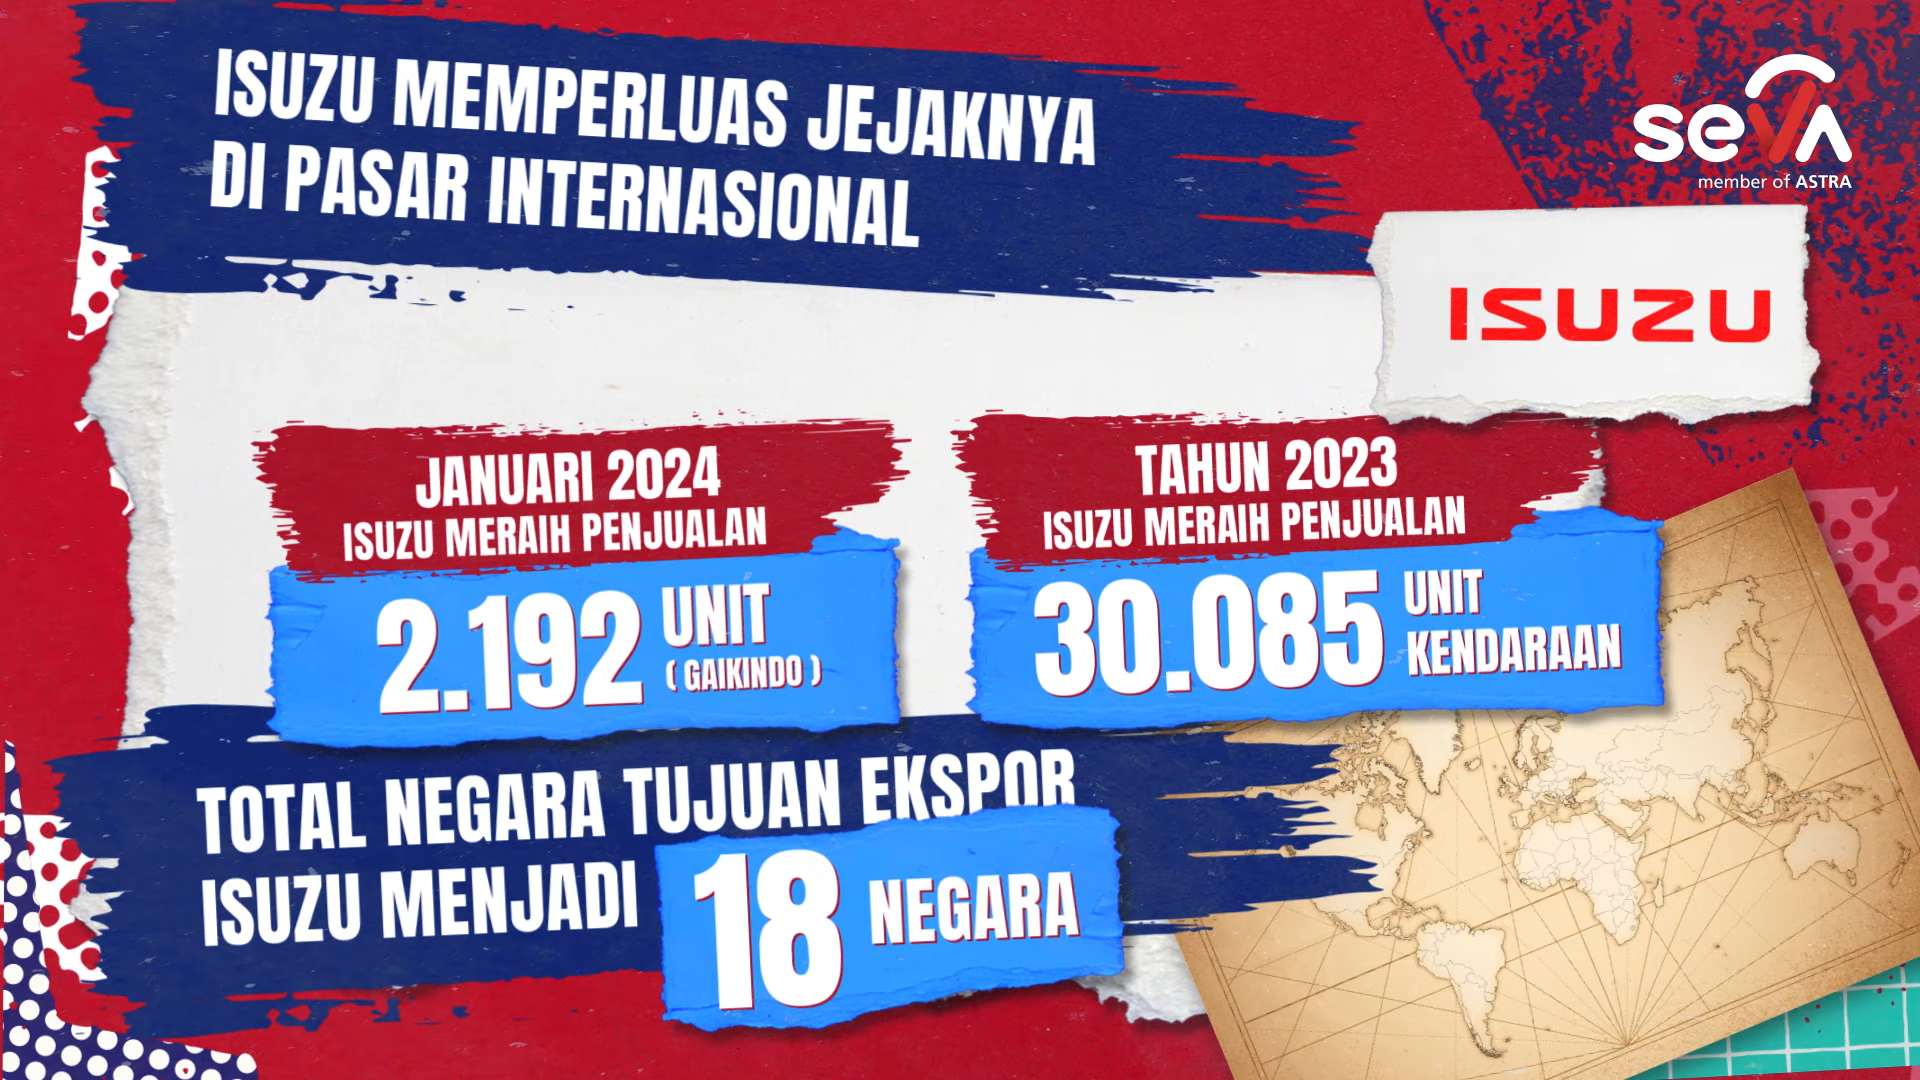 ISUZU MEMPERLUAS JEJAKNYA
DI PASAR INTERNASIONAL
seva
member of ASTRA
ISUZU
JANUARI 2024
ISUZU MERAIH PENJUALAN
2.192 UNIT
( GAIKINDO )
TAHUN 2023
ISUZU MERAIH PENJUALAN
30.085 UNIT
KENDARAAN
TOTAL NEGARA TUJUAN EKSPOR
ISUZU MENJADI 18 NEGARA